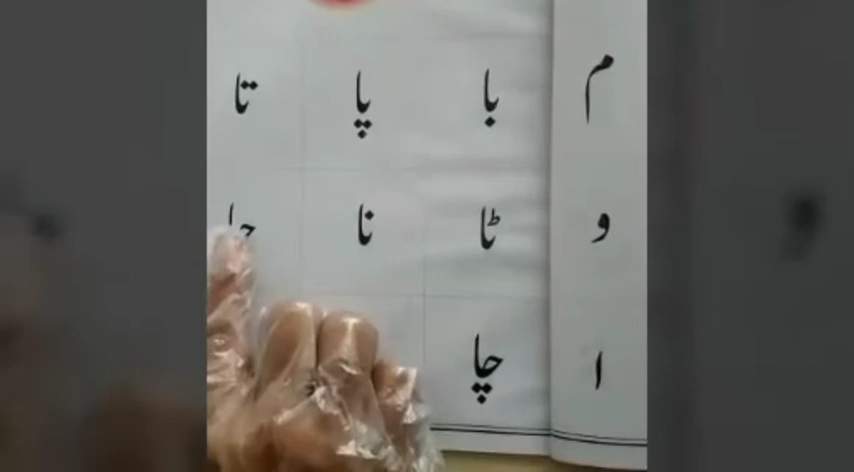 م با پا تا
و ٹا نا
ا چا